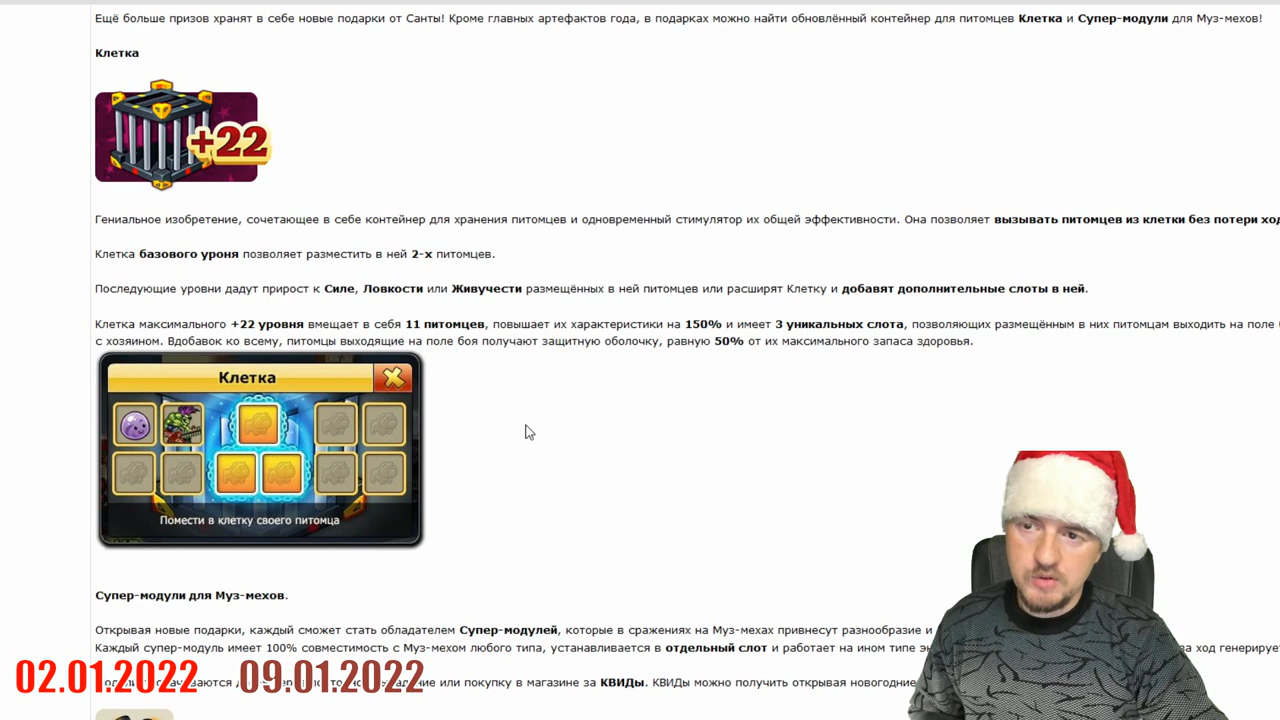 Ещё больше призов хранят в себе новые подарки от Санты! Кроме главных артефактов года, в подарках можно найти обновлённый контейнер для питомцев Клетка и Супер-модули для Муз-мехов!
Клетка
+22
Гениальное изобретение, сочетающее в себе контейнер для хранения питомцев и одновременный стимулятор их общей эффективности. Она позволяет вызывать питомцев из клетки без потери
Клетка базового уроня позволяет разместить в ней 2-х питомцев.
Последующие уровни дадут прирост к Силе, Ловкости или Живучести размещённых в ней питомцев или расширят Клетку и добавят дополнительные слоты в ней.
Клетка максимального +22 уровня вмещает в себя 11 питомцев, повышает их характеристики на 150% и имеет 3 уникальных слота, позволяющих размещённым в них питомцам выходить на поле
с хозяином. Вдобавок ко всему, питомцы выходящие на поле боя получают защитную оболочку, равную 50% от их максимального запаса здоровья.
Клетка
Помести в клетку своего питомца
Супер-модули для Муз-мехов.
Открывая новые подарки, каждый сможет стать обладателем Супер-модулей, которые в сражениях на Муз-мехах привнесут разнообразие и
Каждый супер-модуль имеет 100% совместимость с Муз-мехом любого типа, устанавливается в отдельный слот и работает на ином типе за ход генерирует
или покупку в магазине за КВИДы. КВИДы можно получить открывая новогодние
02.01.2022 09.01.2022